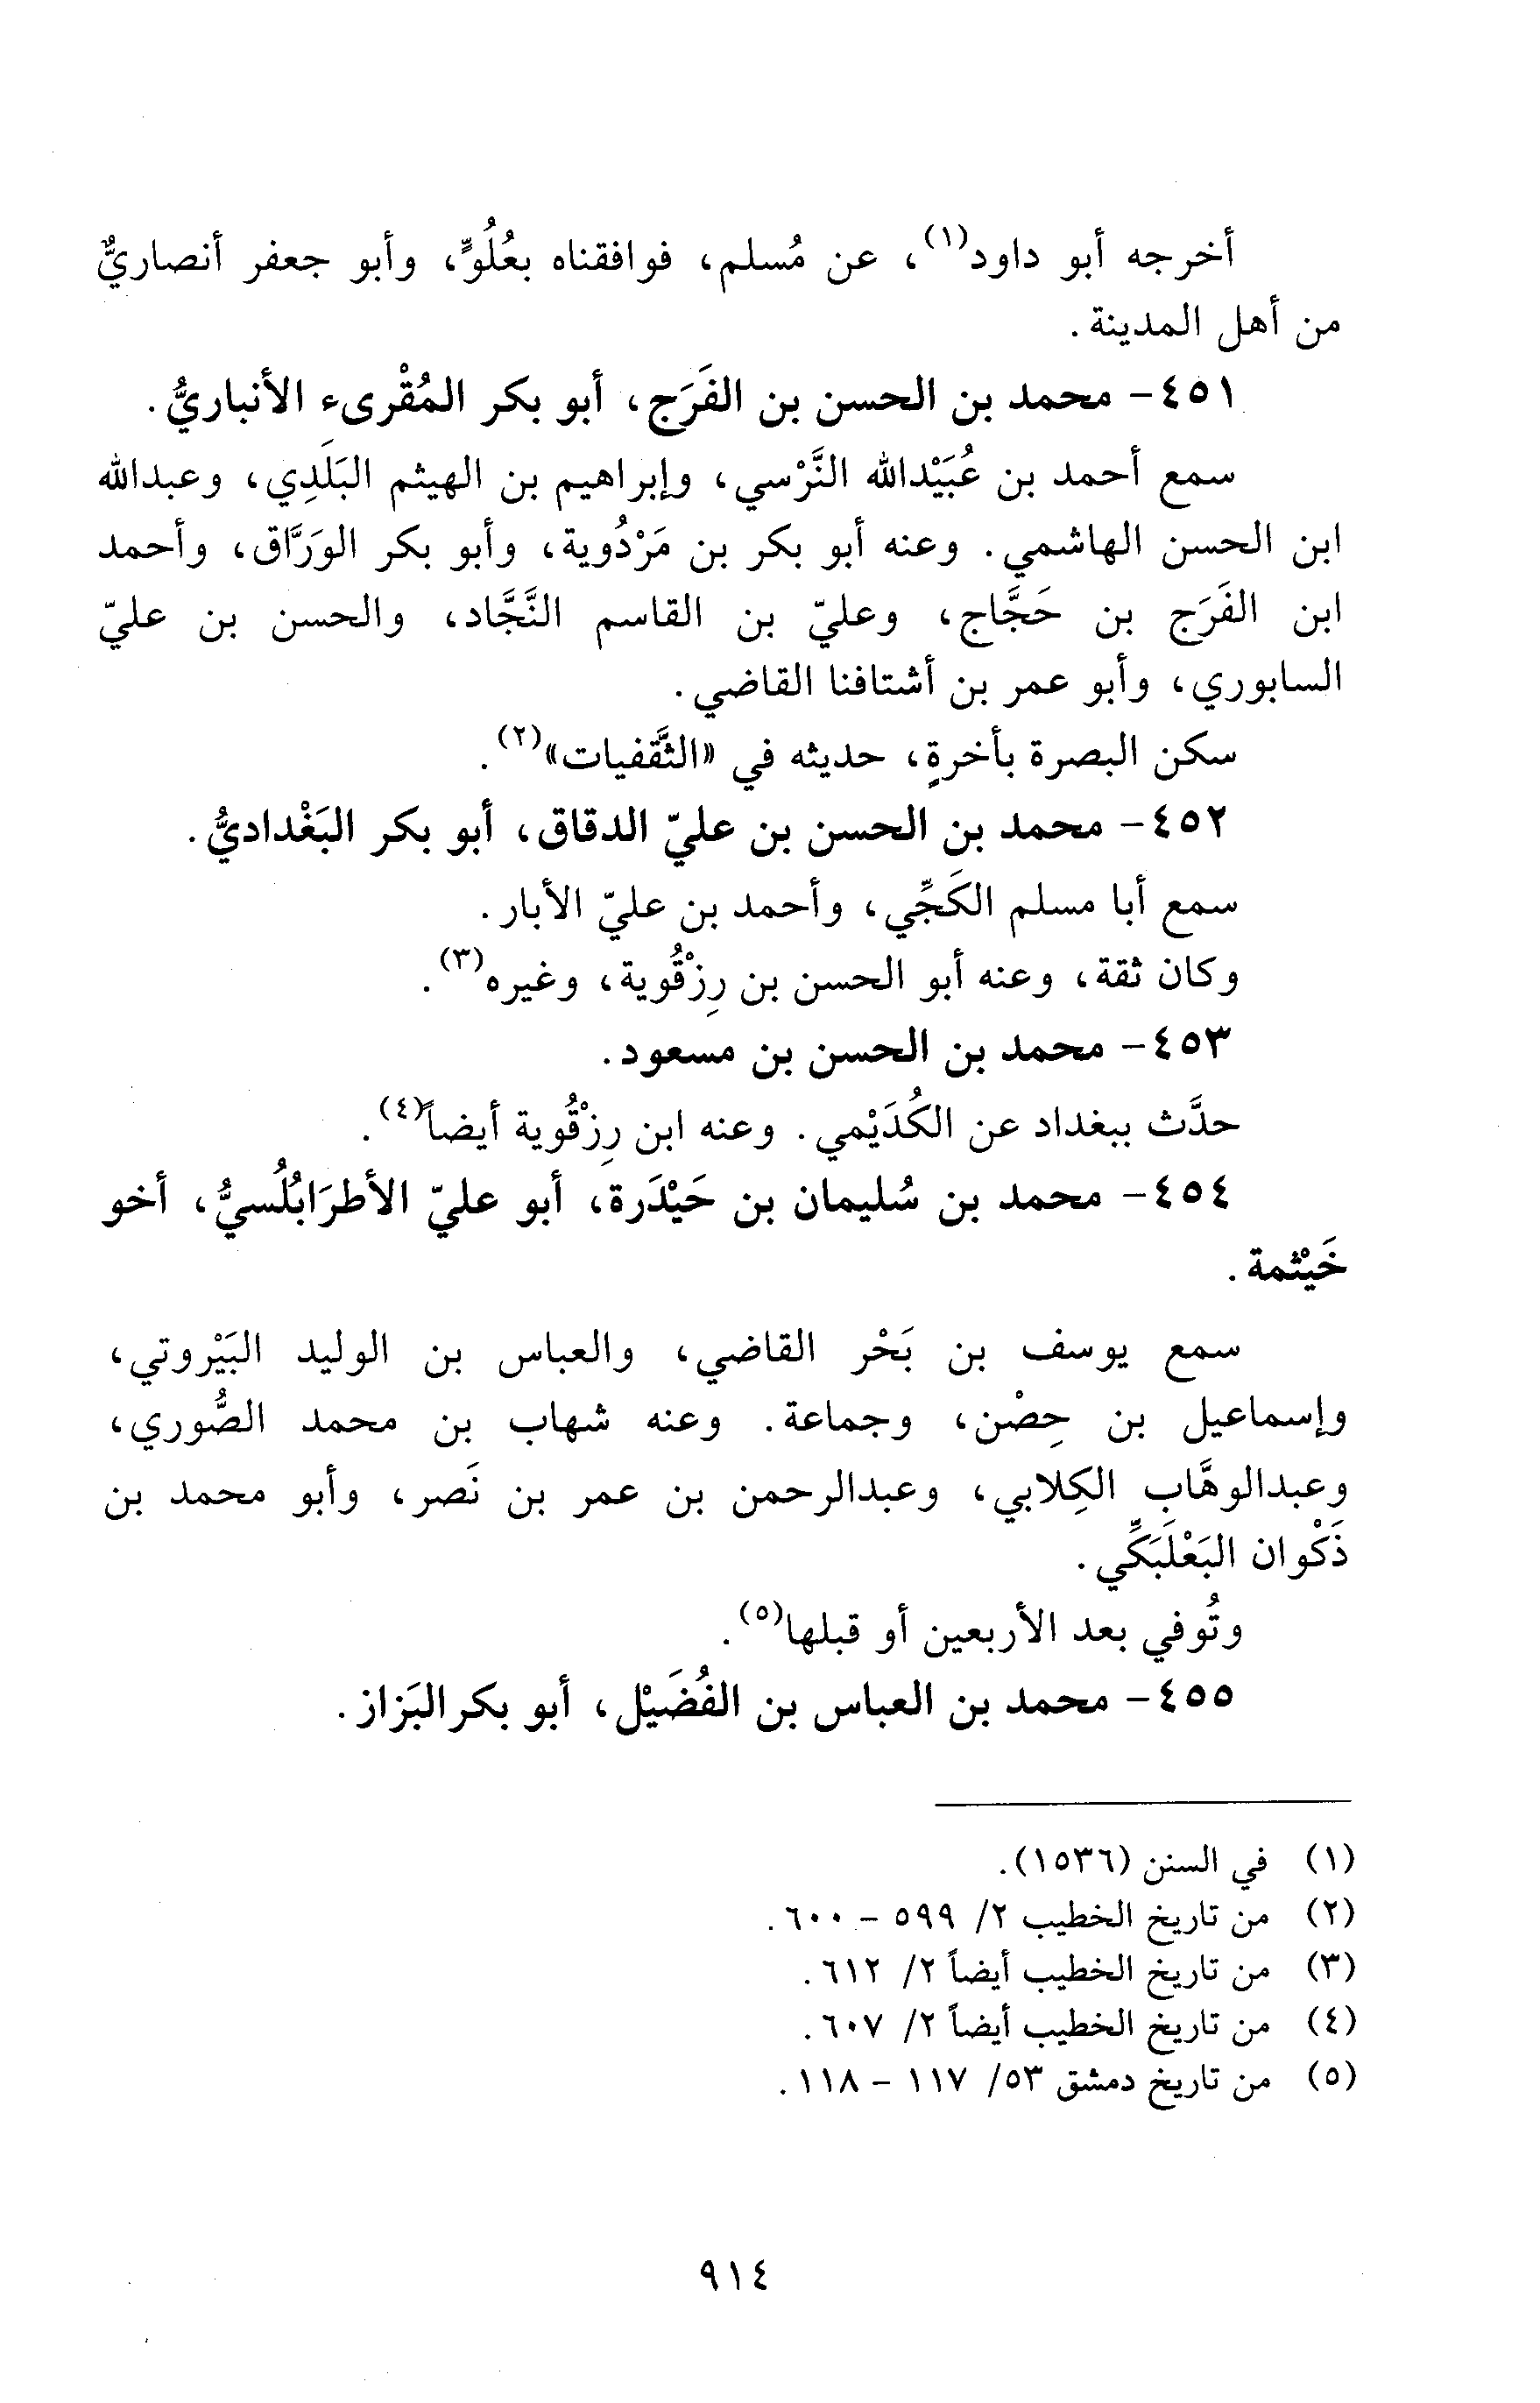 أخرجه أبو داود(١)، عن مُسلم، فوافقناه بعُلُوٍّ، وأبو جعفر أنصاريٌّ
من أهل المدينة.
٤٥١- محمد بن الحسن بن الفَرَج، أبو بكر المُقْرىء الأنباريُّ.
سمع أحمد بن عُبَيْدالله النَّرْسي، وإبراهيم بن الهيثم البَلَدِي، وعبدالله
ابن الحسن الهاشمي. وعنه أبو بكر بن مَرْدُوية، وأبو بكر الوَرَّاق، وأحمد
ابن الفَرَج بن حَجَّاج، وعليّ بن القاسم النَّجَّاد، والحسن بن عليّ
السابوري، وأبو عمر بن أشتافنا القاضي.
سكن البصرة بأخرةٍ، حديثه في «الثَّقفيات»(٢).
٤٥٢- محمد بن الحسن بن عليّ الدقاق، أبو بكر البَغْداديُّ.
سمع أبا مسلم الكَجِّي، وأحمد بن عليّ الأبار.
وكان ثقة، وعنه أبو الحسن بن رِزْقُوية، وغيره(٣).
٤٥٣- محمد بن الحسن بن مسعود.
حدَّث ببغداد عن الكُدَيْمي. وعنه ابن رِزْقُوية أيضاً(٤).
٤٥٤- محمد بن سُليمان بن حَيْدَرة، أبو عليّ الأطرَابُلُسيُّ، أخو
خَيْثمة.
سمع يوسف بن بَحْر القاضي، والعباس بن الوليد البَيْروتي،
وإسماعيل بن حِصْن، وجماعة. وعنه شهاب بن محمد الصُّوري،
وعبدالوهَّاب الكِلابي، وعبدالرحمن بن عمر بن نَصر، وأبو محمد بن
ذَكْوان البَعْلَبَكِّي.
وتُوفي بعد الأربعين أو قبلها(٥).
٤٥٥- محمد بن العباس بن الفُضَيْل، أبو بكرالبَزاز.
(١) في السنن (١٥٣٦).
(٢) من تاريخ الخطيب ٢/ ٥٩٩ - ٦٠٠.
(٣) من تاريخ الخطيب أيضاً ٢/ ٦١٢.
(٤) من تاريخ الخطيب أيضاً ٢/ ٦٠٧.
(٥) من تاريخ دمشق ٥٣/ ١١٧ - ١١٨.
٩١٤